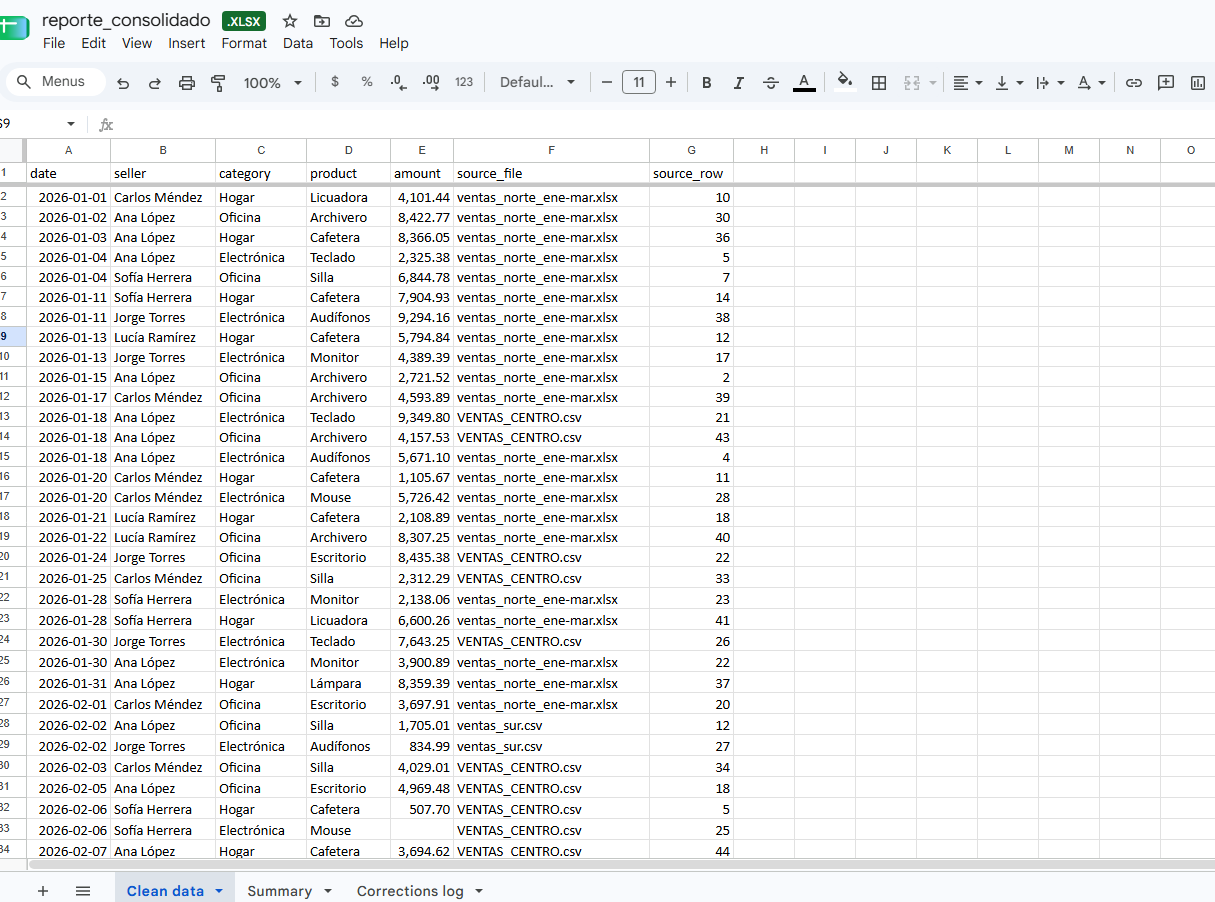 reporte_consolidado .XLSX
File Edit View Insert Format Data Tools Help
Menus 100% $ % .0 .00 123 Defaul... 11 B I S A
fx
A B C D E F G H I J K L M N O
1 date seller category product amount source_file source_row
2 2026-01-01 Carlos Méndez Hogar Licuadora 4,101.44 ventas_norte_ene-mar.xlsx 10
3 2026-01-02 Ana López Oficina Archivero 8,422.77 ventas_norte_ene-mar.xlsx 30
4 2026-01-03 Ana López Hogar Cafetera 8,366.05 ventas_norte_ene-mar.xlsx 36
5 2026-01-04 Ana López Electrónica Teclado 2,325.38 ventas_norte_ene-mar.xlsx 5
6 2026-01-04 Sofía Herrera Oficina Silla 6,844.78 ventas_norte_ene-mar.xlsx 7
7 2026-01-11 Sofía Herrera Hogar Cafetera 7,904.93 ventas_norte_ene-mar.xlsx 14
8 2026-01-11 Jorge Torres Electrónica Audífonos 9,294.16 ventas_norte_ene-mar.xlsx 38
9 2026-01-13 Lucía Ramírez Hogar Cafetera 5,794.84 ventas_norte_ene-mar.xlsx 12
10 2026-01-13 Jorge Torres Electrónica Monitor 4,389.39 ventas_norte_ene-mar.xlsx 17
11 2026-01-15 Ana López Oficina Archivero 2,721.52 ventas_norte_ene-mar.xlsx 2
12 2026-01-17 Carlos Méndez Oficina Archivero 4,593.89 ventas_norte_ene-mar.xlsx 39
13 2026-01-18 Ana López Electrónica Teclado 9,349.80 VENTAS_CENTRO.csv 21
14 2026-01-18 Ana López Oficina Archivero 4,157.53 VENTAS_CENTRO.csv 43
15 2026-01-18 Ana López Electrónica Audífonos 5,671.10 ventas_norte_ene-mar.xlsx 4
16 2026-01-20 Carlos Méndez Hogar Cafetera 1,105.67 ventas_norte_ene-mar.xlsx 11
17 2026-01-20 Carlos Méndez Electrónica Mouse 5,726.42 ventas_norte_ene-mar.xlsx 28
18 2026-01-21 Lucía Ramírez Hogar Cafetera 2,108.89 ventas_norte_ene-mar.xlsx 18
19 2026-01-22 Lucía Ramírez Oficina Archivero 8,307.25 ventas_norte_ene-mar.xlsx 40
20 2026-01-24 Jorge Torres Oficina Escritorio 8,435.38 VENTAS_CENTRO.csv 22
21 2026-01-25 Carlos Méndez Oficina Silla 2,312.29 VENTAS_CENTRO.csv 33
22 2026-01-28 Sofía Herrera Electrónica Monitor 2,138.06 ventas_norte_ene-mar.xlsx 23
23 2026-01-28 Sofía Herrera Hogar Licuadora 6,600.26 ventas_norte_ene-mar.xlsx 41
24 2026-01-30 Jorge Torres Electrónica Teclado 7,643.25 VENTAS_CENTRO.csv 26
25 2026-01-30 Ana López Electrónica Monitor 3,900.89 ventas_norte_ene-mar.xlsx 22
26 2026-01-31 Ana López Hogar Lámpara 8,359.39 ventas_norte_ene-mar.xlsx 37
27 2026-02-01 Carlos Méndez Oficina Escritorio 3,697.91 ventas_norte_ene-mar.xlsx 20
28 2026-02-02 Ana López Oficina Silla 1,705.01 ventas_sur.csv 12
29 2026-02-02 Jorge Torres Electrónica Audífonos 834.99 ventas_sur.csv 27
30 2026-02-03 Carlos Méndez Oficina Silla 4,029.01 VENTAS_CENTRO.csv 34
31 2026-02-05 Ana López Oficina Escritorio 4,969.48 VENTAS_CENTRO.csv 18
32 2026-02-06 Sofía Herrera Hogar Cafetera 507.70 VENTAS_CENTRO.csv 5
33 2026-02-06 Sofía Herrera Electrónica Mouse VENTAS_CENTRO.csv 25
34 2026-02-07 Ana López Hogar Cafetera 3,694.62 VENTAS_CENTRO.csv 44
Clean data Summary Corrections log